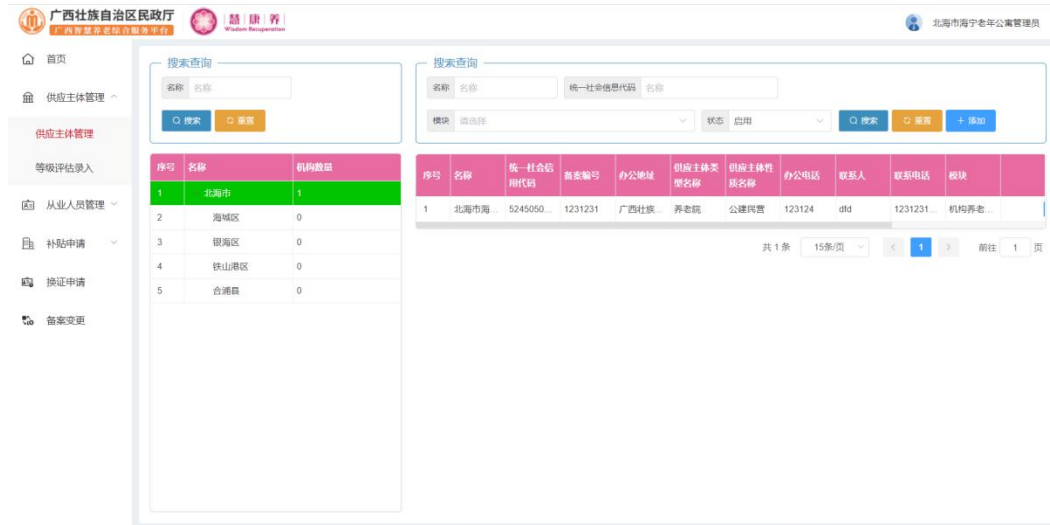 广西壮族自治区民政厅
广西智慧养老综合服务平台
慧 康 养
Wisdom Recuperation
北海市海宁老年公寓管理员
首页
供应主体管理
供应主体管理
等级评估录入
从业人员管理
补贴申请
换证申请
备案变更
搜索查询
名称 名称
搜索 重置
序号 名称 机构数量
1 北海市 1
2 海城区 0
3 银海区 0
4 铁山港区 0
5 合浦县 0
搜索查询
名称 名称 统一社会信息代码 名称
模块 请选择 状态 启用 搜索 重置 + 添加
序号 名称 统一社会信用代码 备案编号 办公地址 供应主体类型名称 供应主体性质名称 办公电话 联系人 联系电话 模块
1 北海市海... 5245050... 1231231 广西壮族... 养老院 公建民营 123124 dfd 1231231... 机构养老...
共 1 条 15条/页 < 1 > 前往 1 页